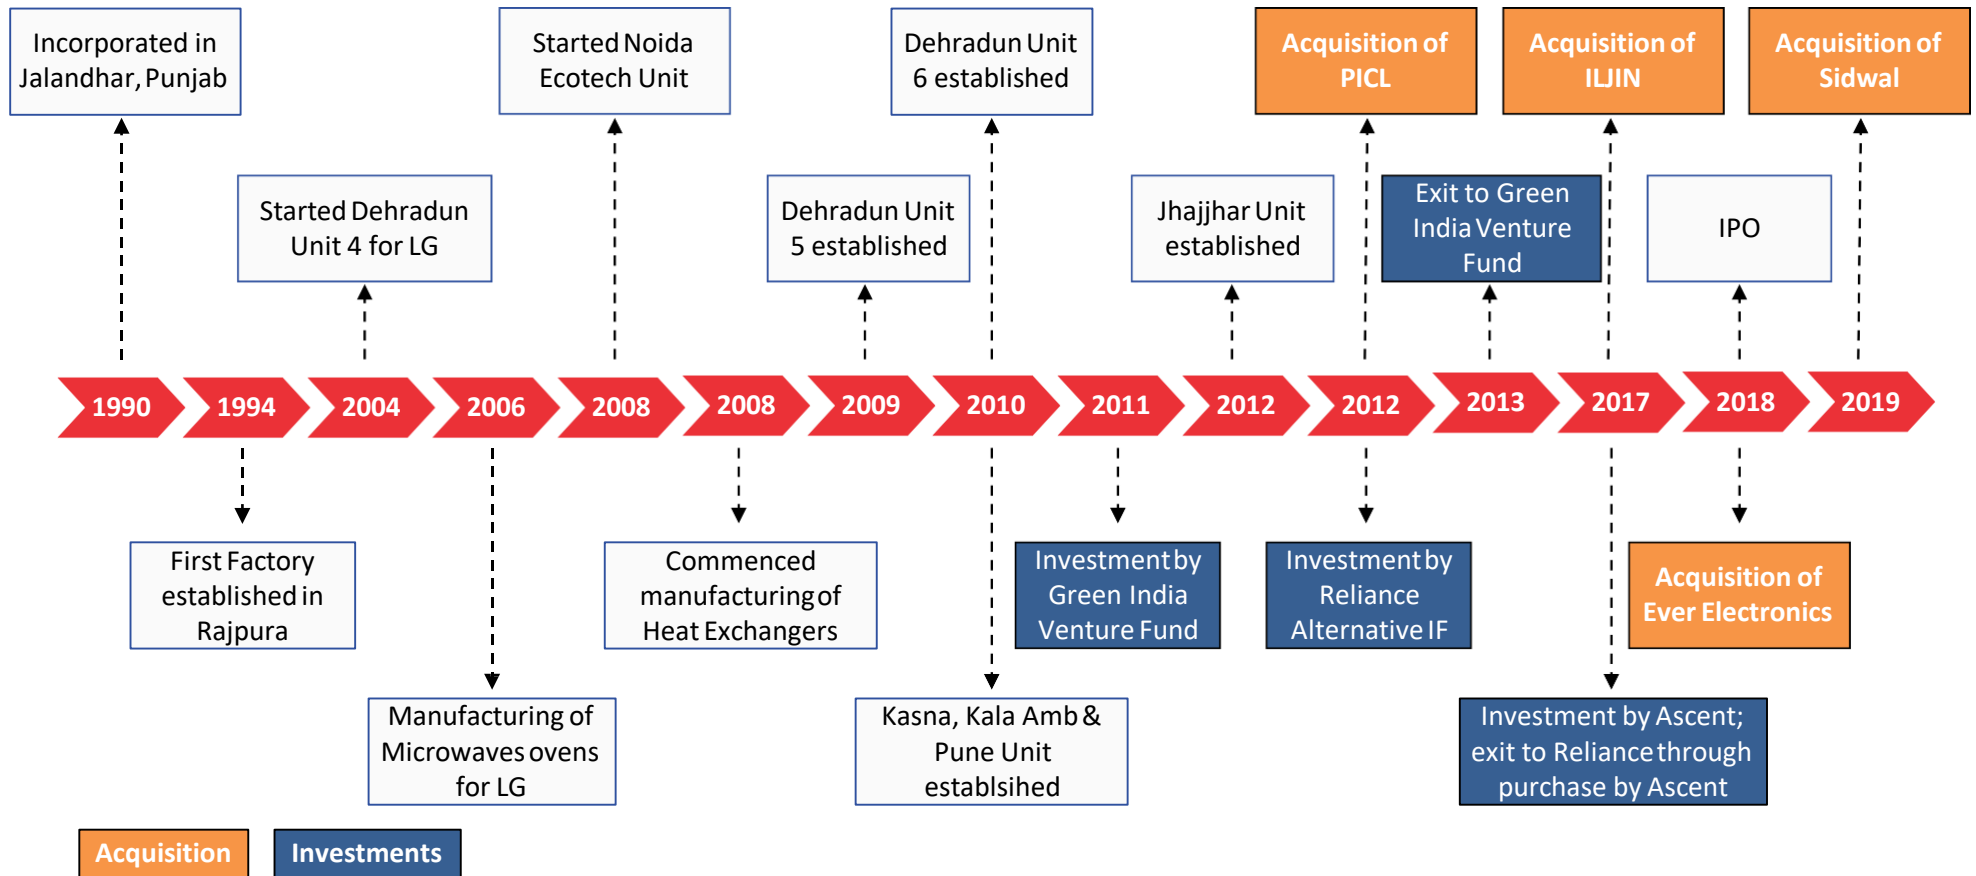 Incorporated in
Jalandhar, Punjab
Started Noida
Ecotech Unit
Dehradun Unit
6 established
Acquisition of
PICL
Acquisition of
ILJIN
Acquisition of
Sidwal
Started Dehradun
Unit 4 for LG
Dehradun Unit
5 established
Jhajjhar Unit
established
Exit to Green
India Venture
Fund
IPO
1990
1994
2004
2006
2008
2008
2009
2010
2011
2012
2012
2013
2017
2018
2019
First Factory
established in
Rajpura
Commenced
manufacturing of
Heat Exchangers
Investment by
Green India
Venture Fund
Investment by
Reliance
Alternative IF
Acquisition of
Ever Electronics
Manufacturing of
Microwaves ovens
for LG
Kasna, Kala Amb &
Pune Unit
establsihed
Investment by Ascent;
exit to Reliance through
purchase by Ascent
Acquisition
Investments